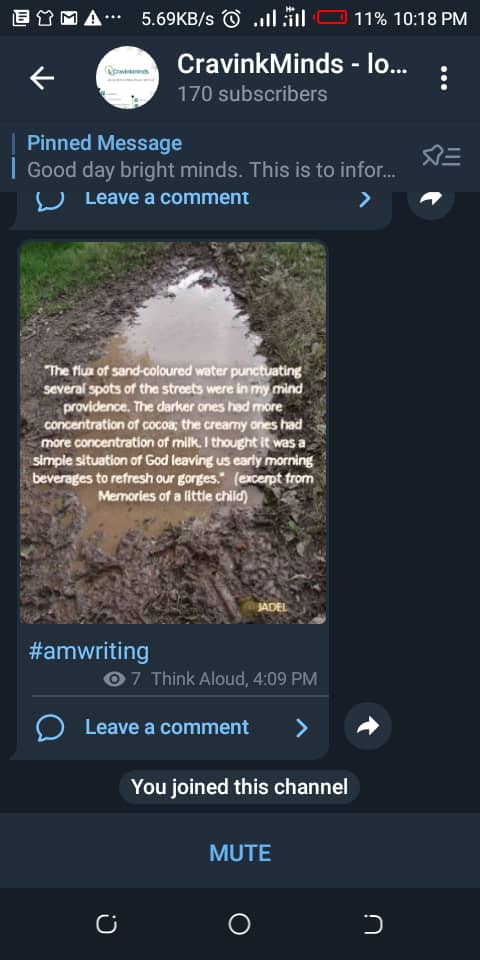 5.69KB/s 11% 10:18 PM
CravinkMinds - lo...
170 subscribers
Pinned Message
Good day bright minds. This is to infor...
Leave a comment
"The flux of sand-coloured water punctuating
several spots of the streets were in my mind
providence. The darker ones had more
concentration of cocoa; the creamy ones had
more concentration of milk. I thought it was a
simple situation of God leaving us early morning
beverages to refresh our gorges." (excerpt from
Memories of a little child)
JADEL
#amwriting
7 Think Aloud, 4:09 PM
Leave a comment
You joined this channel
MUTE